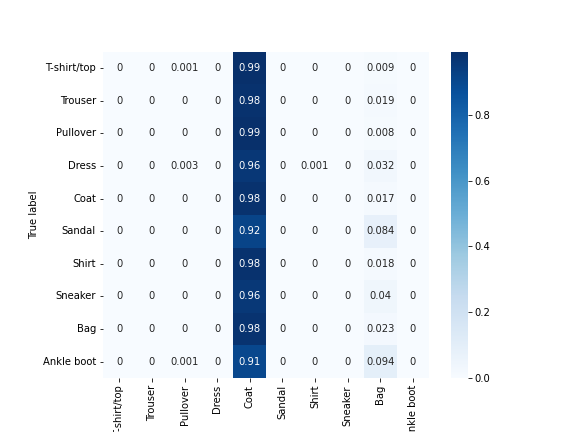 T-shirt/top 0 0 0.001 0 0.99 0 0 0 0.009 0
Trouser 0 0 0 0 0.98 0 0 0 0.019 0
Pullover 0 0 0 0 0.99 0 0 0 0.008 0
Dress 0 0 0.003 0 0.96 0 0.001 0 0.032 0
Coat 0 0 0 0 0.98 0 0 0 0.017 0
Sandal 0 0 0 0 0.92 0 0 0 0.084 0
Shirt 0 0 0 0 0.98 0 0 0 0.018 0
Sneaker 0 0 0 0 0.96 0 0 0 0.04 0
Bag 0 0 0 0 0.98 0 0 0 0.023 0
Ankle boot 0 0 0.001 0 0.91 0 0 0 0.094 0
True label
-shirt/top
Trouser
Pullover
Dress
Coat
Sandal
Shirt
Sneaker
Bag
nkle boot
0.8
0.6
0.4
0.2
0.0